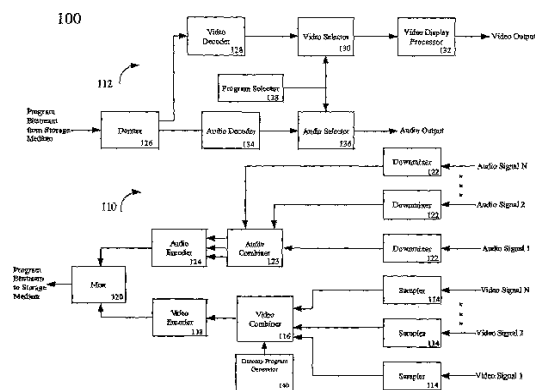 100
Video
Decoder
128
Video Selector
130
Video Display
Processor
132
Video Output
112
Program Selector
Program
Bitstream
from Storage
Medium
Demux
126
Audio Decoder
134
Audio Selector
136
Audio Output
Downmixer
122
Audio Signal N
110
Downmixer
122
Audio Signal 2
Audio
Encoder
124
Audio
Combiner
Downmixer
122
Audio Signal 1
Program
Bitstream
to Storage
Medium
Mux
120
Sampler
114
Video Signal N
Video
Encoder
118
Video
Combiner
116
Sampler
114
Video Signal 2
Program
Generator
140
Sampler
114
Video Signal 1